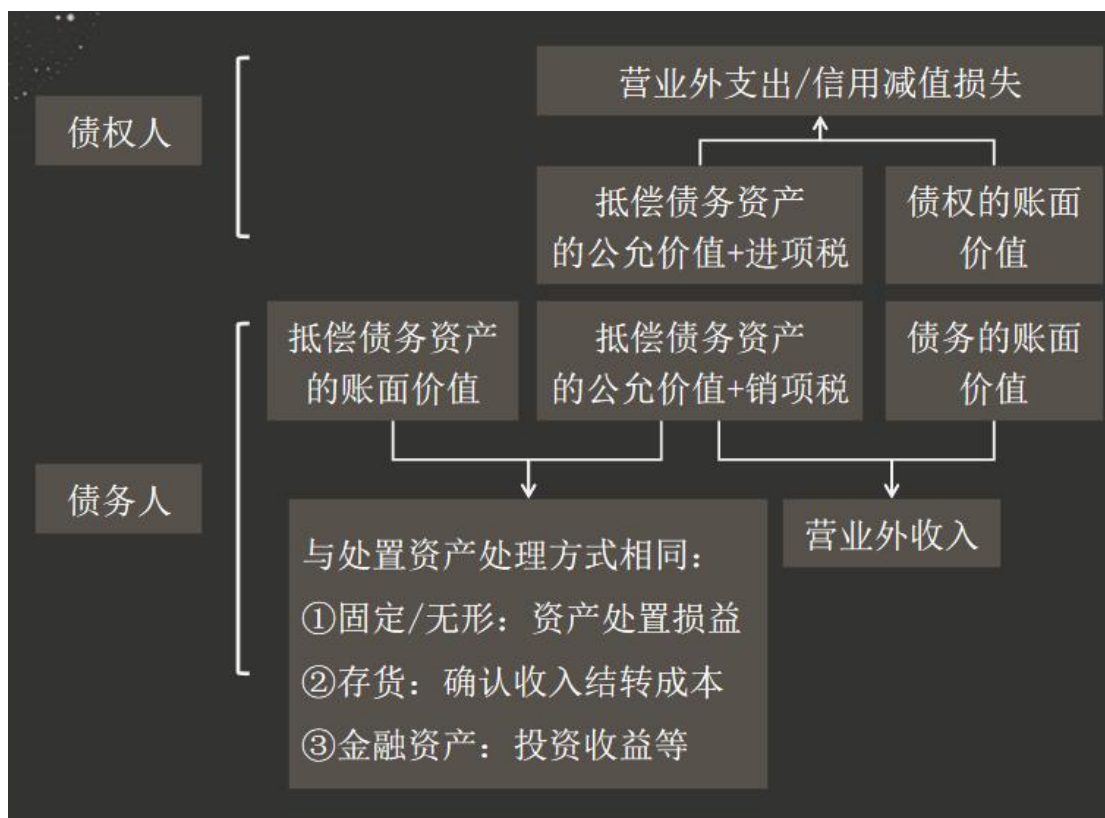 营业外支出/信用减值损失
债权人
抵偿债务资产
的公允价值+进项税
债权的账面
价值
抵偿债务资产
的账面价值
抵偿债务资产
的公允价值+销项税
债务的账面
价值
债务人
与处置资产处理方式相同：
①固定/无形：资产处置损益
②存货：确认收入结转成本
③金融资产：投资收益等
营业外收入